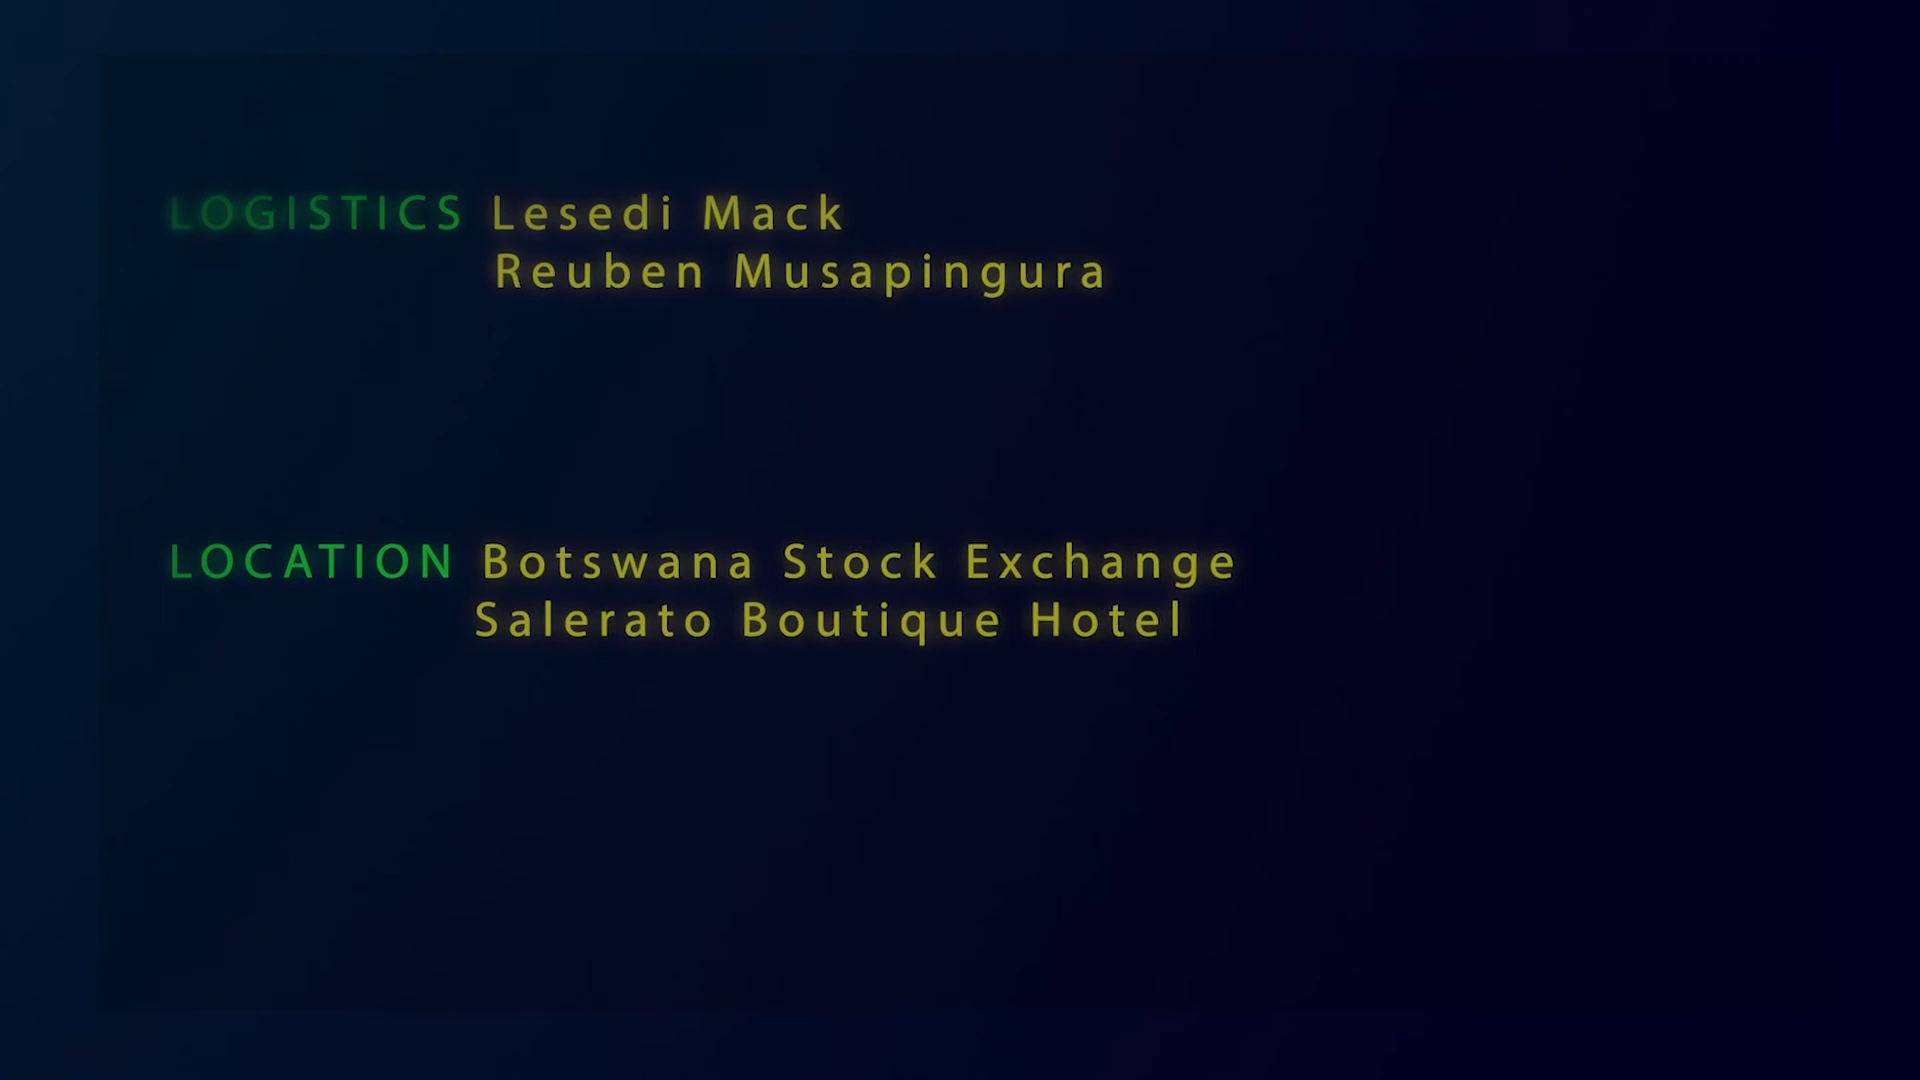 LOGISTICS Lesedi Mack
Reuben Musapingura
LOCATION Botswana Stock Exchange
Salerato Boutique Hotel